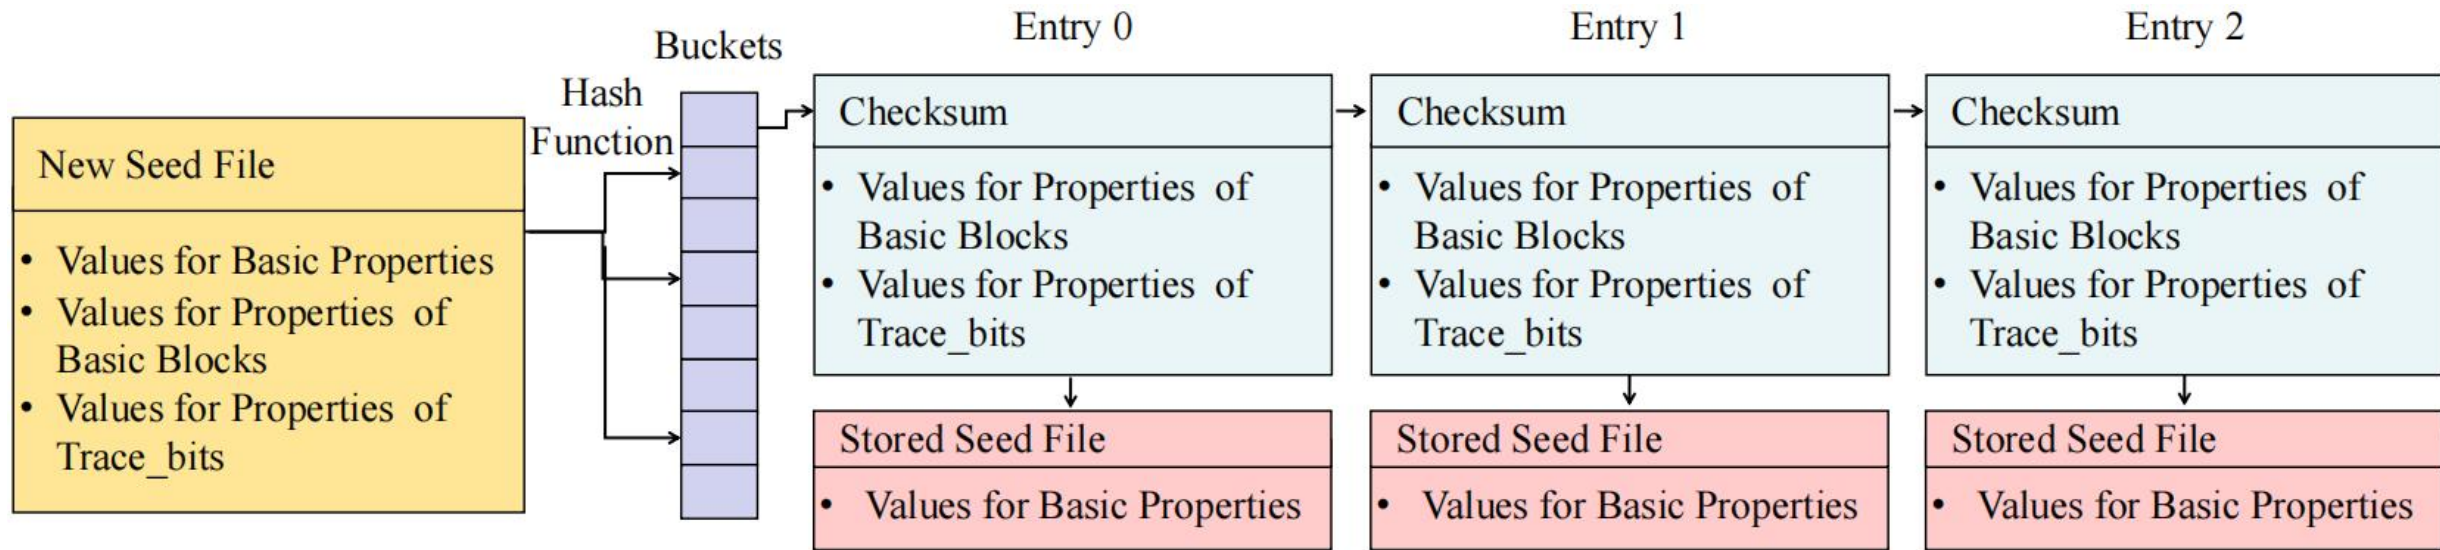 New Seed File
• Values for Basic Properties
• Values for Properties of
Basic Blocks
• Values for Properties of
Trace_bits
Hash
Function
Buckets
Entry 0
Checksum
• Values for Properties of
Basic Blocks
• Values for Properties of
Trace_bits
Stored Seed File
• Values for Basic Properties
Entry 1
Checksum
• Values for Properties of
Basic Blocks
• Values for Properties of
Trace_bits
Stored Seed File
• Values for Basic Properties
Entry 2
Checksum
• Values for Properties of
Basic Blocks
• Values for Properties of
Trace_bits
Stored Seed File
• Values for Basic Properties